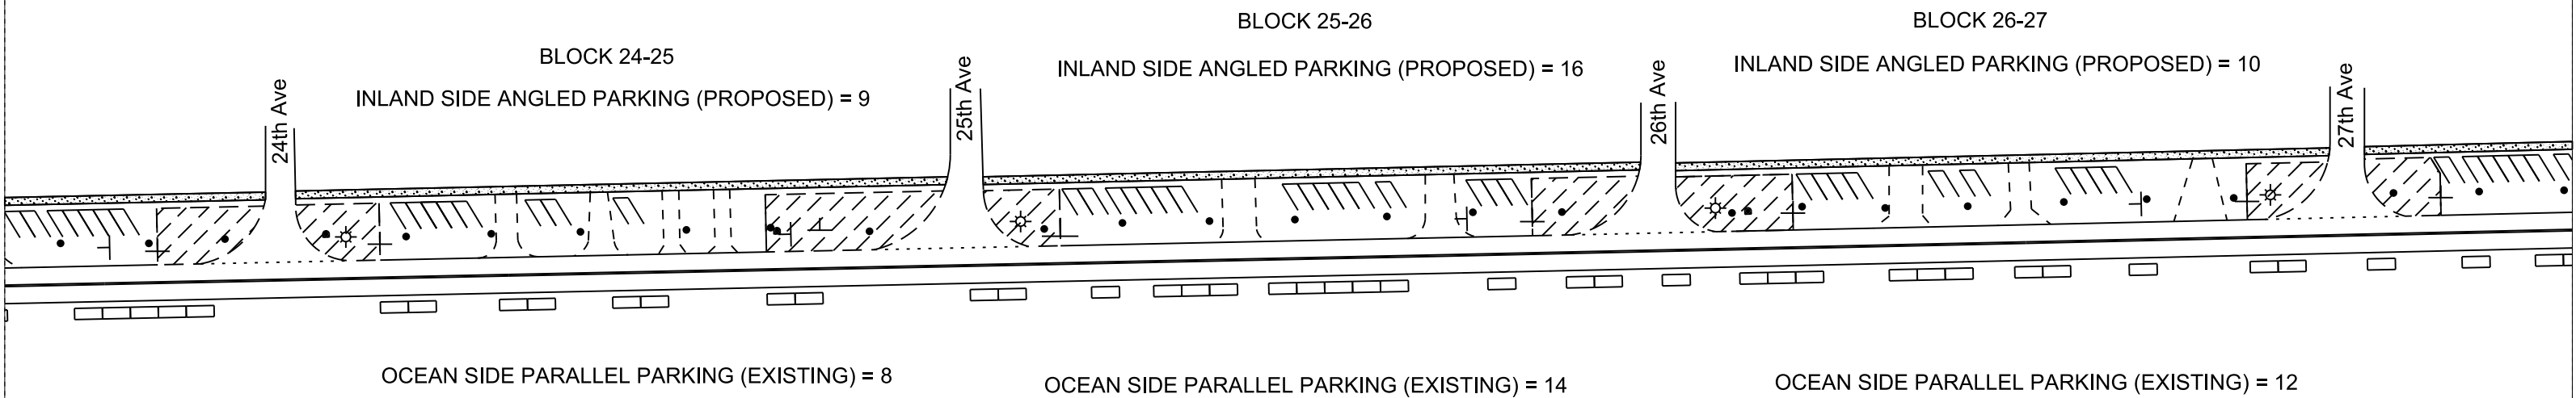 BLOCK 24-25
INLAND SIDE ANGLED PARKING (PROPOSED) = 9
BLOCK 25-26
INLAND SIDE ANGLED PARKING (PROPOSED) = 16
BLOCK 26-27
INLAND SIDE ANGLED PARKING (PROPOSED) = 10
24th Ave
25th Ave
26th Ave
27th Ave
OCEAN SIDE PARALLEL PARKING (EXISTING) = 8
OCEAN SIDE PARALLEL PARKING (EXISTING) = 14
OCEAN SIDE PARALLEL PARKING (EXISTING) = 12